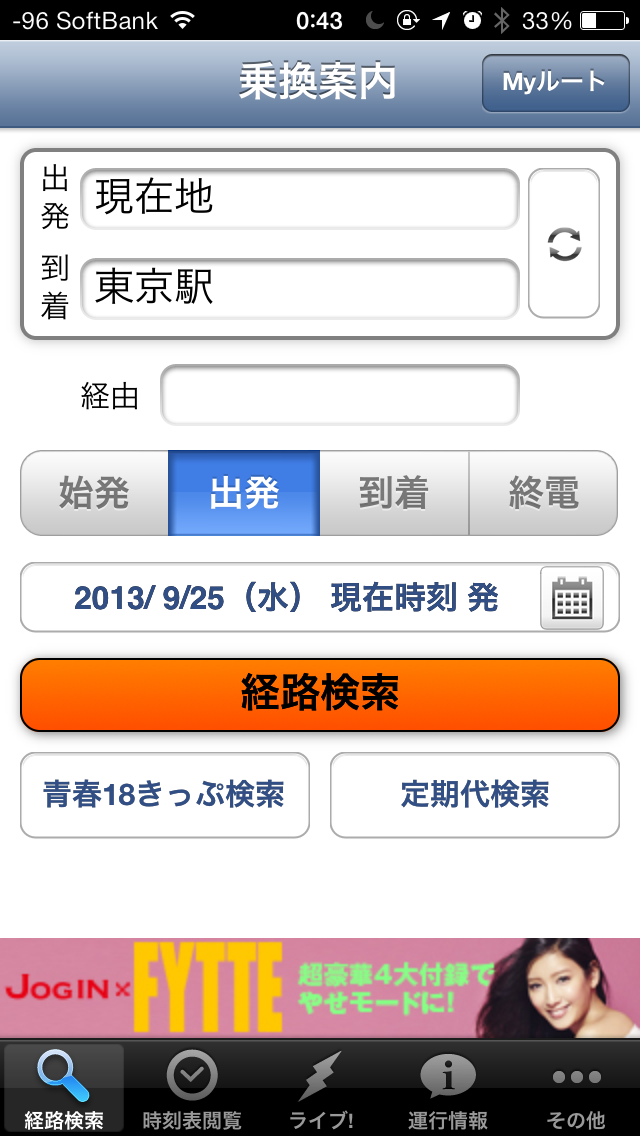 -96 SoftBank 0:43 33%
乗換案内
Myルート
出発 現在地
到着 東京駅
経由
始発 出発 到着 終電
2013/ 9/25（水） 現在時刻 発
経路検索
青春18きっぷ検索 定期代検索
JOGIN× FYTTE
超豪華4大付録で
やせモードに!
経路検索 時刻表閲覧 ライブ! 運行情報 その他